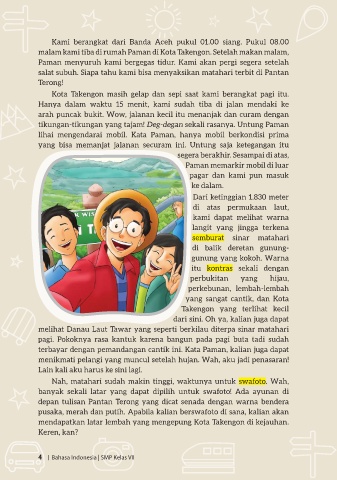 Kami berangkat dari Banda Aceh pukul 01.00 siang. Pukul 08.00
malam kami tiba di rumah Paman di Kota Takengon. Setelah makan malam,
Paman menyuruh kami bergegas tidur. Kami akan pergi segera setelah
salat subuh. Siapa tahu kami bisa menyaksikan matahari terbit di Pantan
Terong!
Kota Takengon masih gelap dan sepi saat kami berangkat pagi itu.
Hanya dalam waktu 15 menit, kami sudah tiba di jalan mendaki ke
arah puncak bukit. Wow, jalanan kecil itu menanjak dan curam dengan
tikungan-tikungan yang tajam! Deg-degan sekali rasanya. Untung Paman
lihai mengendarai mobil. Kata Paman, hanya mobil berkondisi prima
yang bisa memanjat jalanan securam ini. Untung saja ketegangan itu
segera berakhir. Sesampai di atas,
Paman memarkir mobil di luar
pagar dan kami pun masuk
ke dalam.
Dari ketinggian 1.830 meter
di atas permukaan laut,
kami dapat melihat warna
langit yang jingga terkena
semburat sinar matahari
di balik deretan gunung-
gunung yang kokoh. Warna
itu kontras sekali dengan
perbukitan yang hijau,
perkebunan, lembah-lembah
yang sangat cantik, dan Kota
Takengon yang terlihat kecil
dari sini. Oh ya, kalian juga dapat
melihat Danau Laut Tawar yang seperti berkilau diterpa sinar matahari
pagi. Pokoknya rasa kantuk karena bangun pada pagi buta tadi sudah
terbayar dengan pemandangan cantik ini. Kata Paman, kalian juga dapat
menikmati pelangi yang muncul setelah hujan. Wah, aku jadi penasaran!
Lain kali aku harus ke sini lagi.
Nah, matahari sudah makin tinggi, waktunya untuk swafoto. Wah,
banyak sekali latar yang dapat dipilih untuk swafoto! Ada ayunan di
depan tulisan Pantan Terong yang dicat senada dengan warna bendera
pusaka, merah dan putih. Apabila kalian berswafoto di sana, kalian akan
mendapatkan latar lembah yang mengepung Kota Takengon di kejauhan.
Keren, kan?
4 | Bahasa Indonesia | SMP Kelas VII